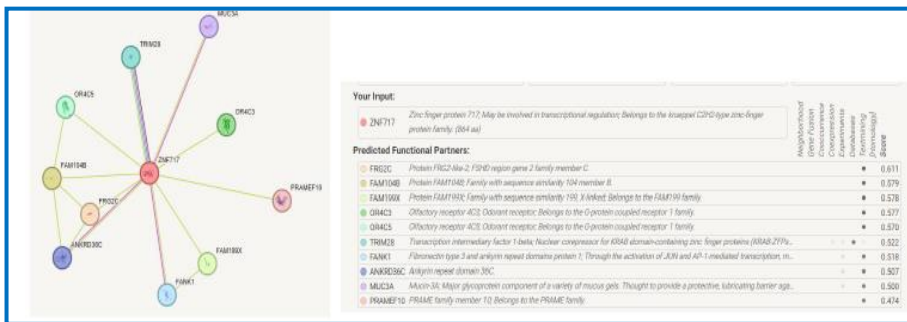 MUC3A
TRIM28
OR4C5
OR4C3
ZNF717
FAM104B
PRAMEF10
FRG2C
ANKRD36C
FAM199X
FANK1
Your Input:
ZNF717 Zinc finger protein 717; May be involved in transcriptional regulation; Belongs to the krueppel C2H2-type zinc-finger
protein family. (864 aa)
Neighborhood
Gene Fusion
Cooccurrence
Coexpression
Experiments
Databases
Textmining
[Homology]
Score
Predicted Functional Partners:
FRG2C Protein FRG2-like-2; FSHD region gene 2 family member C. 0.611
FAM104B Protein FAM104B; Family with sequence similarity 104 member B. 0.579
FAM199X Protein FAM199X; Family with sequence similarity 199, X-linked; Belongs to the FAM199 family. 0.578
OR4C3 Olfactory receptor 4C3; Odorant receptor; Belongs to the G-protein coupled receptor 1 family. 0.577
OR4C5 Olfactory receptor 4C5; Odorant receptor; Belongs to the G-protein coupled receptor 1 family. 0.570
TRIM28 Transcription intermediary factor 1-beta; Nuclear corepressor for KRAB domain-containing zinc finger proteins (KRAB-ZFPs... 0.522
FANK1 Fibronectin type 3 and ankyrin repeat domains protein 1; Through the activation of JUN and AP-1-mediated transcription, m... 0.518
ANKRD36C Ankyrin repeat domain 36C. 0.507
MUC3A Mucin-3A; Major glycoprotein component of a variety of mucus gels. Thought to provide a protective, lubricating barrier aga... 0.500
PRAMEF10 PRAME family member 10; Belongs to the PRAME family. 0.474